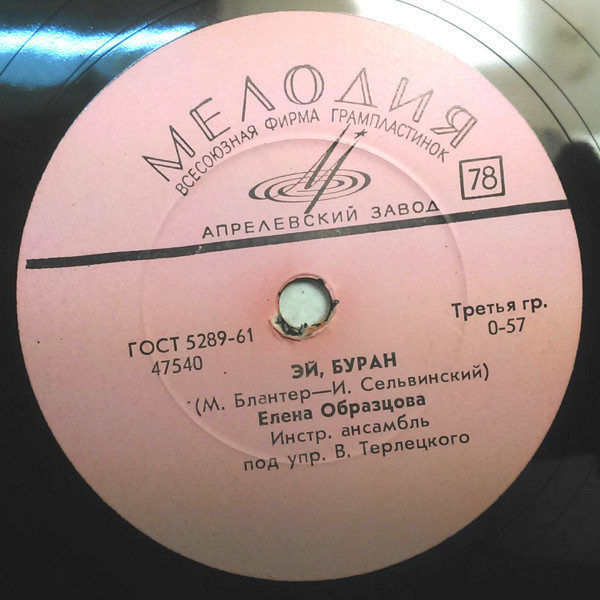 МЕЛОДИЯ
ВСЕСОЮЗНАЯ ФИРМА ГРАМПЛАСТИНОК
78
АПРЕЛЕВСКИЙ ЗАВОД
ГОСТ 5289-61
47540
Третья гр.
0-57
ЭЙ, БУРАН
(М. Блантер—И. Сельвинский)
Елена Образцова
Инстр. ансамбль
под упр. В. Терлецкого